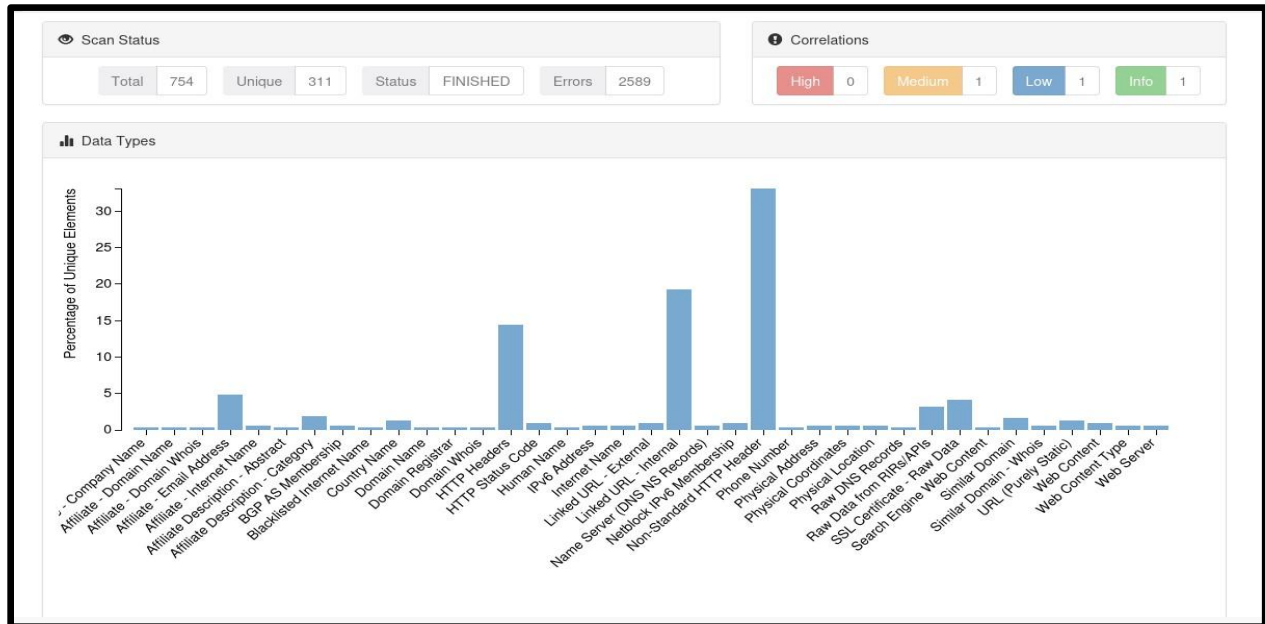 Scan Status
Total 754 Unique 311 Status FINISHED Errors 2589
Correlations
High 0 Medium 1 Low 1 Info 1
Data Types
Percentage of Unique Elements
30
25
20
15
10
5
0
- Company Name
Affiliate - Domain Name
Affiliate - Domain Whois
Affiliate - Email Address
Affiliate - Internet Name
Affiliate Description - Abstract
Affiliate Description - Category
BGP AS Membership
Blacklisted Internet Name
Country Name
Domain Name
Domain Registrar
Domain Whois
HTTP Headers
HTTP Status Code
Human Name
IPv6 Address
Internet Name
Linked URL - External
Linked URL - Internal
Name Server (DNS NS Records)
Netblock IPv6 Membership
Non-Standard HTTP Header
Phone Number
Physical Address
Physical Coordinates
Physical Location
Raw DNS Records
Raw Data from RIRs/APIs
SSL Certificate - Raw Data
Search Engine Web Content
Similar Domain
Similar Domain - Whois
URL (Purely Static)
Web Content
Web Content Type
Web Server